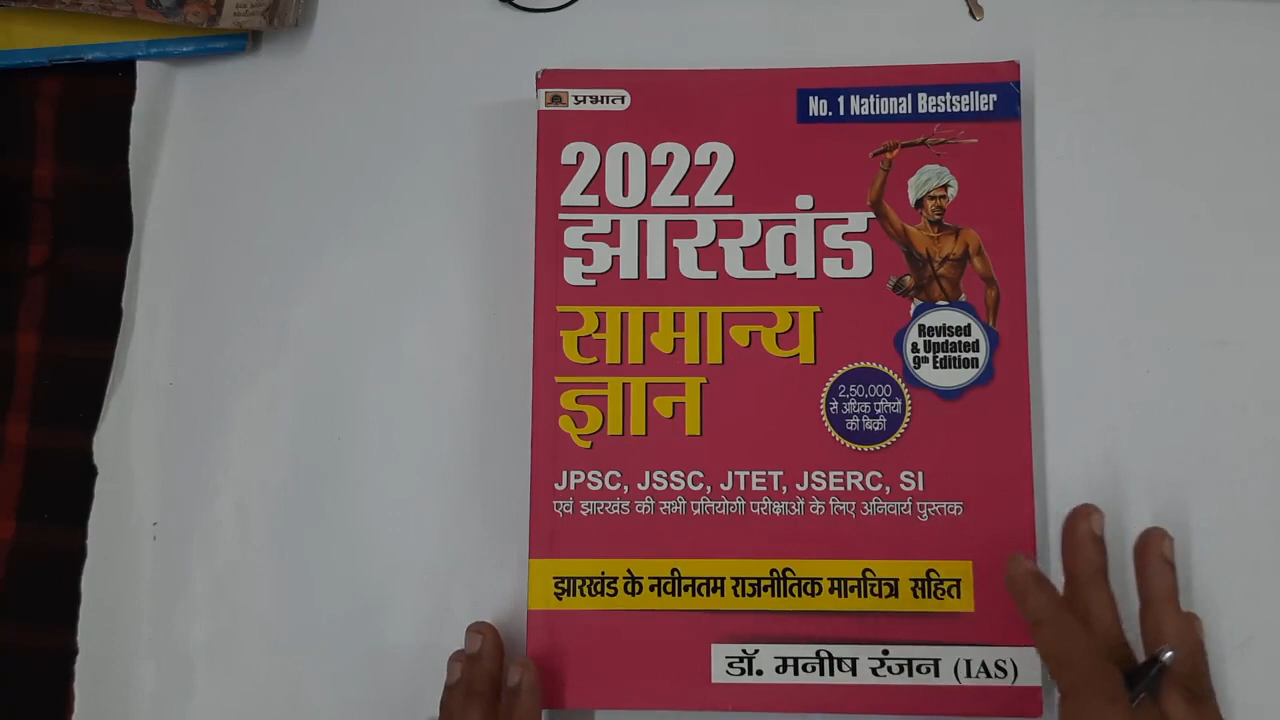 प्रभात
No. 1 National Bestseller
2022
झारखंड
सामान्य
ज्ञान
Revised
& Updated
9th Edition
2,50,000
से अधिक प्रतियों
की बिक्री
JPSC, JSSC, JTET, JSERC, SI
एवं झारखंड की सभी प्रतियोगी परीक्षाओं के लिए अनिवार्य पुस्तक
झारखंड के नवीनतम राजनीतिक मानचित्र सहित
डॉ. मनीष रंजन (IAS)